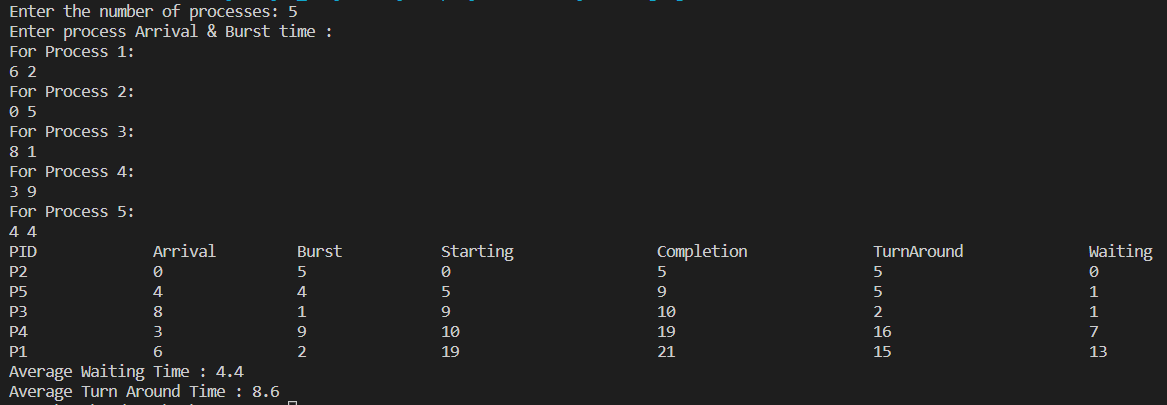 Enter the number of processes: 5
Enter process Arrival & Burst time :
For Process 1:
6 2
For Process 2:
0 5
For Process 3:
8 1
For Process 4:
3 9
For Process 5:
4 4
PID Arrival Burst Starting Completion TurnAround Waiting
P2 0 5 0 5 5 0
P5 4 4 5 9 5 1
P3 8 1 9 10 2 1
P4 3 9 10 19 16 7
P1 6 2 19 21 15 13
Average Waiting Time : 4.4
Average Turn Around Time : 8.6